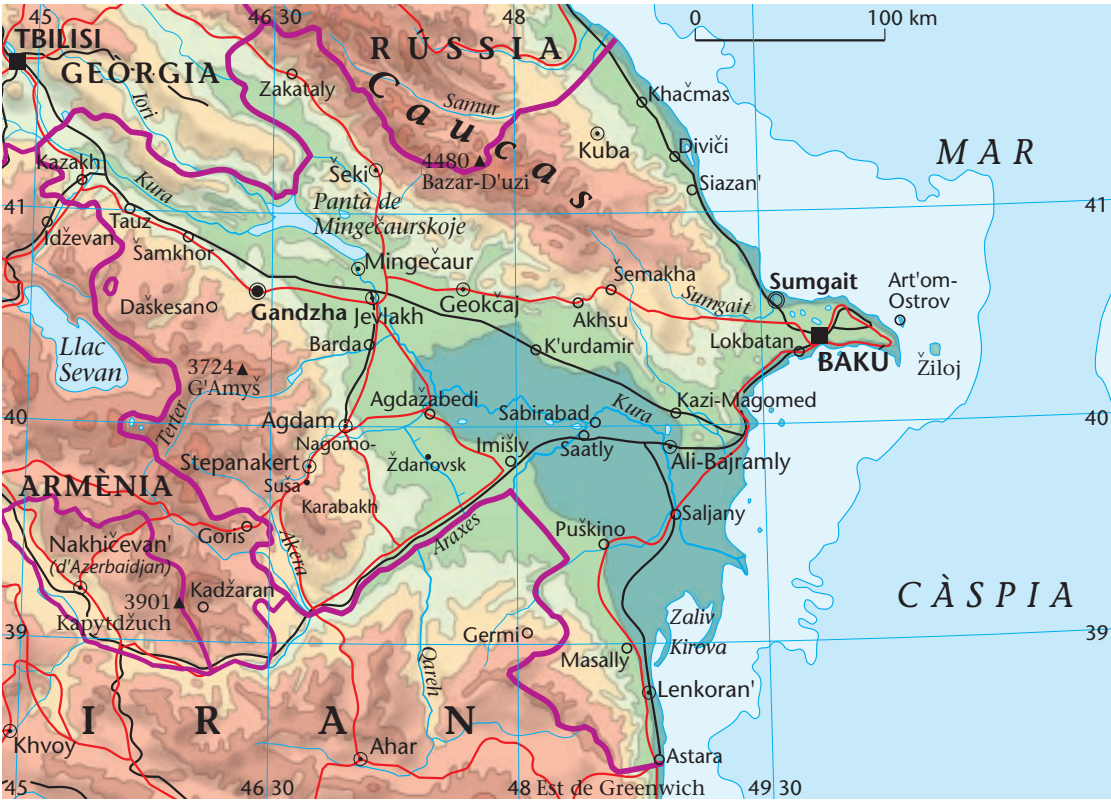 45
46 30
48
0
100 km
TBILISI
GEÒRGIA
RÚSSIA
Iori
Zakataly
Samur
Caucas
Khačmas
Kuba
Diviči
MAR
Kazakh
Šeki
4480
Bazar-D'uzi
Siazan'
Kura
41
Pantà de
Mingečaurskoje
41
Tauz
Idževan
Šamkhor
Mingečaur
Šemakha
Sumgait
Art'om-
Ostrov
Sumgait
Daškesan
Gandzha
Jevlakh
Geokčaj
Akhsu
Barda
K'urdamir
Lokbatan
BAKU
Žiloj
Llac
Sevan
3724
G'Amyš
Agdažabedi
Kazi-Magomed
40
Terter
Agdam
Sabirabad
Kura
40
Nagorno-
Imišly
Saatly
Stepanakert
Ždanovsk
Ali-Bajramly
Suša
ARMÈNIA
Karabakh
Saljany
Goris
Araxes
Puškino
Nakhičevan'
(d'Azerbaidjan)
Akera
Kadžaran
3901
Kapytdžuch
CÀSPIA
Zaliv
Kirova
39
Germi
39
Masally
Qareh
Lenkoran'
IRAN
Khvoy
Ahar
Astara
45
46 30
48
Est de Greenwich
49 30